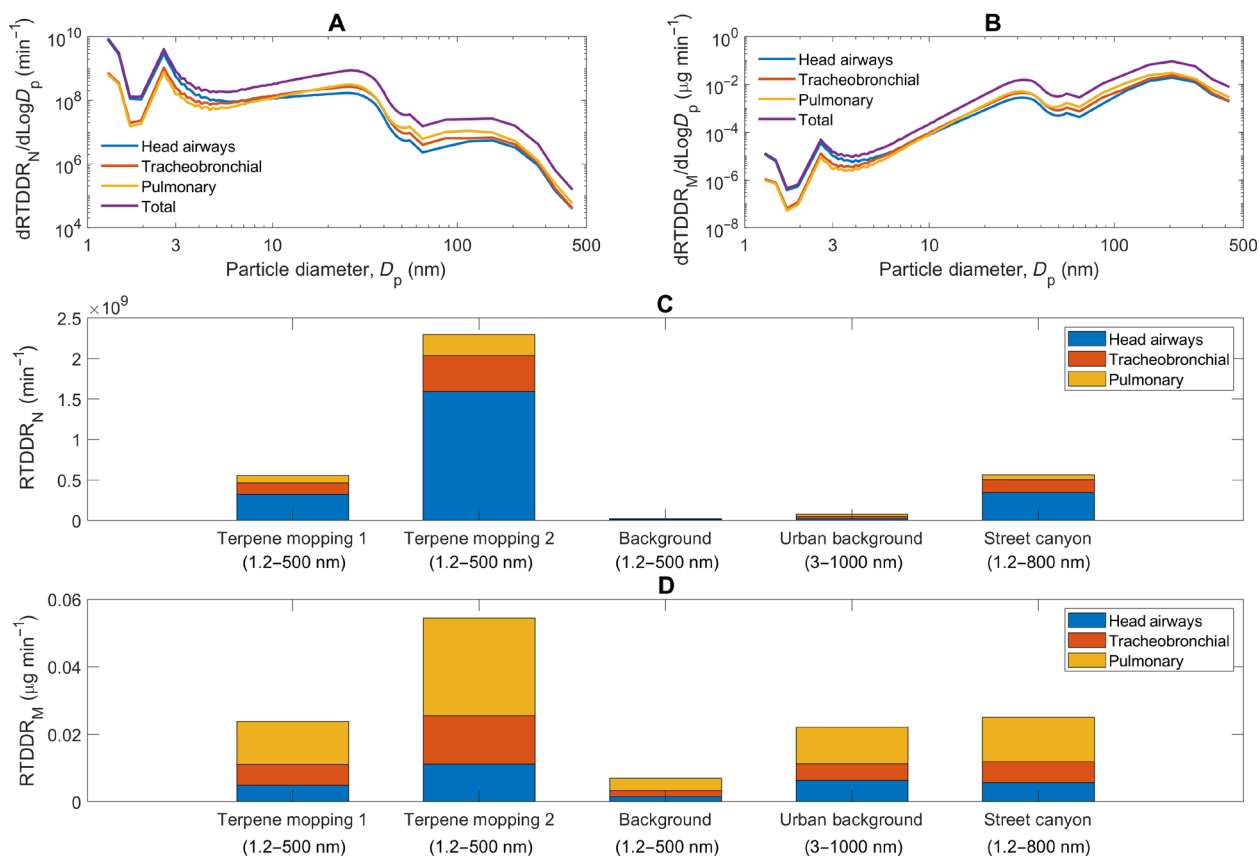 A
dRTDDR_N/dLogD_p (min⁻¹)
10^10
10^8
10^6
10^4
Head airways
Tracheobronchial
Pulmonary
Total
1 3 10 100 500
Particle diameter, D_p (nm)
B
dRTDDR_M/dLogD_p (µg min⁻¹)
10^0
10^−2
10^−4
10^−6
10^−8
Head airways
Tracheobronchial
Pulmonary
Total
1 3 10 100 500
Particle diameter, D_p (nm)
C
×10^9
RTDDR_N (min⁻¹)
2.5
2
1.5
1
0.5
0
Head airways
Tracheobronchial
Pulmonary
Terpene mopping 1 Terpene mopping 2 Background Urban background Street canyon
(1.2–500 nm) (1.2–500 nm) (1.2–500 nm) (3–1000 nm) (1.2–800 nm)
D
RTDDR_M (µg min⁻¹)
0.06
0.04
0.02
0
Head airways
Tracheobronchial
Pulmonary
Terpene mopping 1 Terpene mopping 2 Background Urban background Street canyon
(1.2–500 nm) (1.2–500 nm) (1.2–500 nm) (3–1000 nm) (1.2–800 nm)